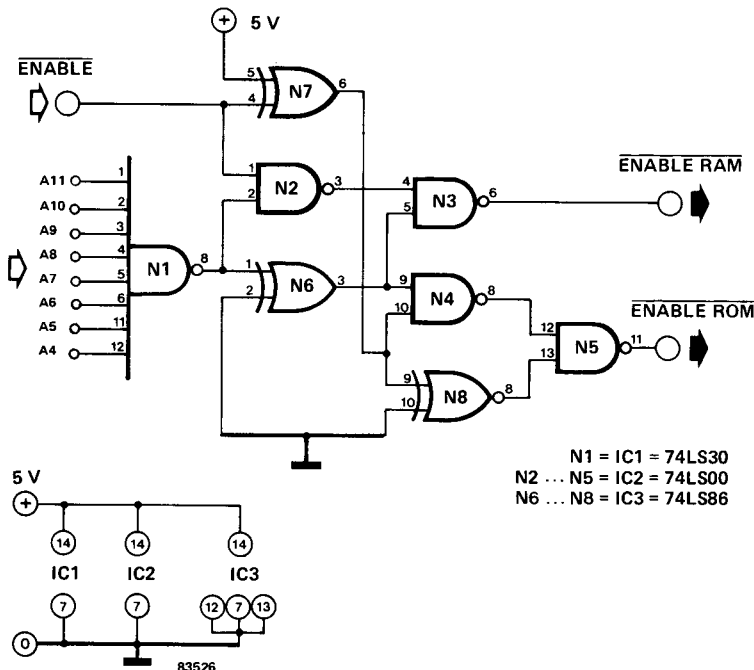 + 5 V
ENABLE
5
4
N7
6
A11 1
A10 2
A9 3
A8 4
A7 5
A6 6
A5 11
A4 12
N1
8
1
2
N2
3
4
5
N3
6
ENABLE RAM
1
2
N6
3
9
10
N4
8
ENABLE ROM
12
13
N5
11
9
10
N8
8
N1 = IC1 = 74LS30
N2 ... N5 = IC2 = 74LS00
N6 ... N8 = IC3 = 74LS86
5 V
+
14 14 14
IC1 IC2 IC3
7 7 12 7 13
0
83526